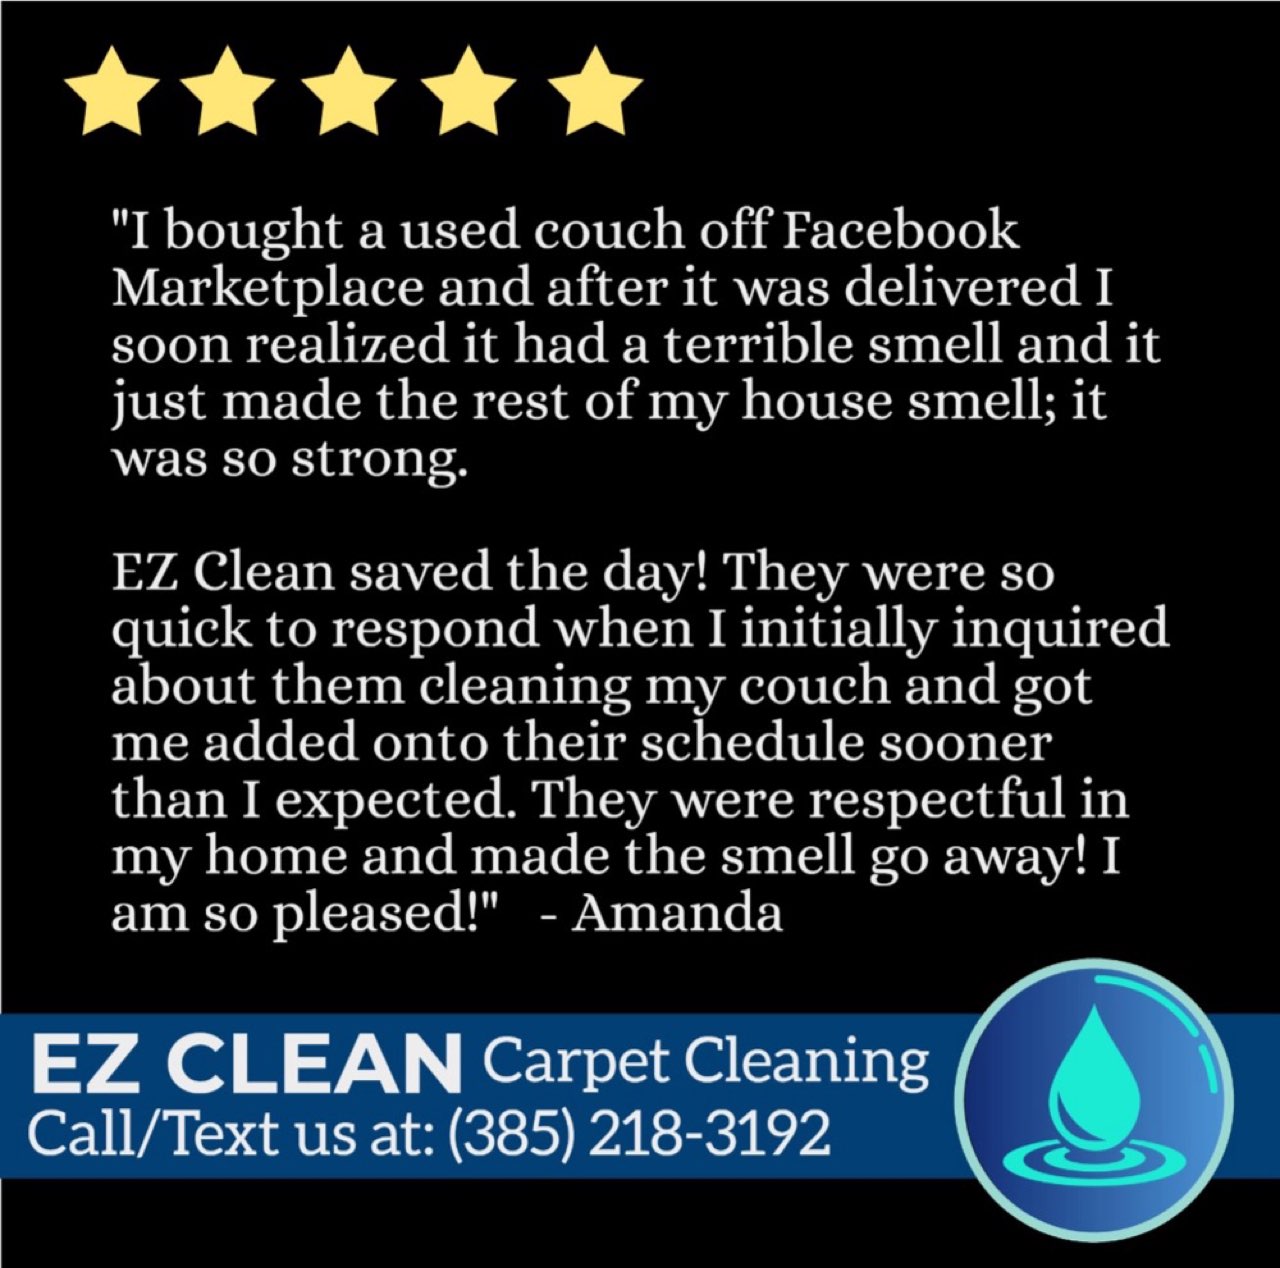 "I bought a used couch off Facebook
Marketplace and after it was delivered I
soon realized it had a terrible smell and it
just made the rest of my house smell; it
was so strong.
EZ Clean saved the day! They were so
quick to respond when I initially inquired
about them cleaning my couch and got
me added onto their schedule sooner
than I expected. They were respectful in
my home and made the smell go away! I
am so pleased!" - Amanda
EZ CLEAN Carpet Cleaning
Call/Text us at: (385) 218-3192